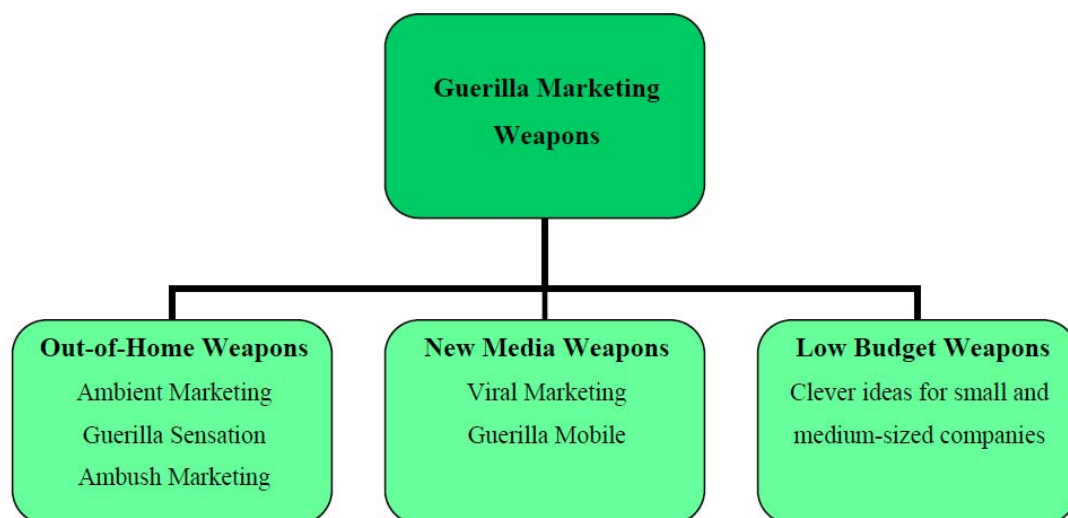 Guerilla Marketing
Weapons
Out-of-Home Weapons
Ambient Marketing
Guerilla Sensation
Ambush Marketing
New Media Weapons
Viral Marketing
Guerilla Mobile
Low Budget Weapons
Clever ideas for small and
medium-sized companies